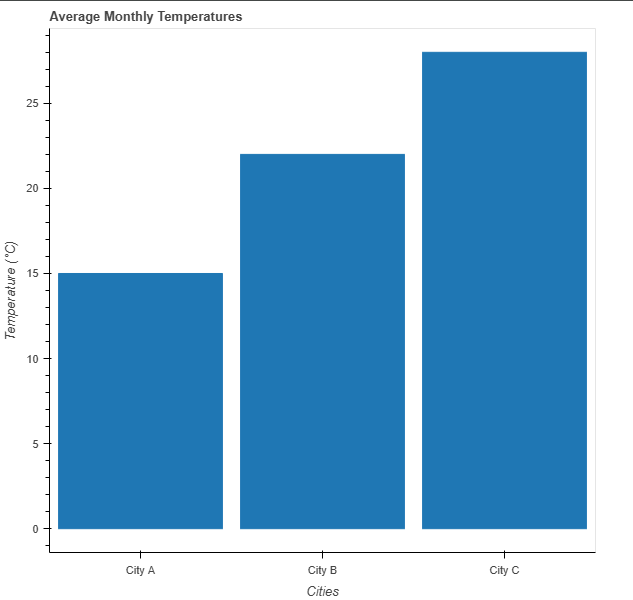 Average Monthly Temperatures
Temperature (°C)
25
20
15
10
5
0
City A
City B
City C
Cities